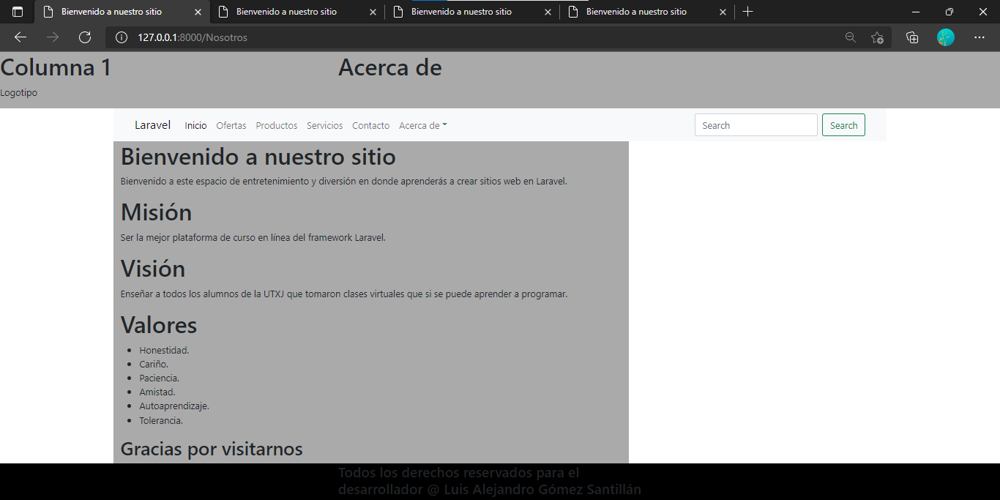 Bienvenido a nuestro sitio Bienvenido a nuestro sitio Bienvenido a nuestro sitio Bienvenido a nuestro sitio
127.0.0.1:8000/Nosotros
Columna 1 Acerca de
Logotipo
Laravel Inicio Ofertas Productos Servicios Contacto Acerca de Search Search
Bienvenido a nuestro sitio
Bienvenido a este espacio de entretenimiento y diversión en donde aprenderás a crear sitios web en Laravel.
Misión
Ser la mejor plataforma de curso en línea del framework Laravel.
Visión
Enseñar a todos los alumnos de la UTXJ que tomaron clases virtuales que si se puede aprender a programar.
Valores
Honestidad.
Cariño.
Paciencia.
Amistad.
Autoaprendizaje.
Tolerancia.
Gracias por visitarnos
Todos los derechos reservados para el
desarrollador @ Luis Alejandro Gómez Santillán